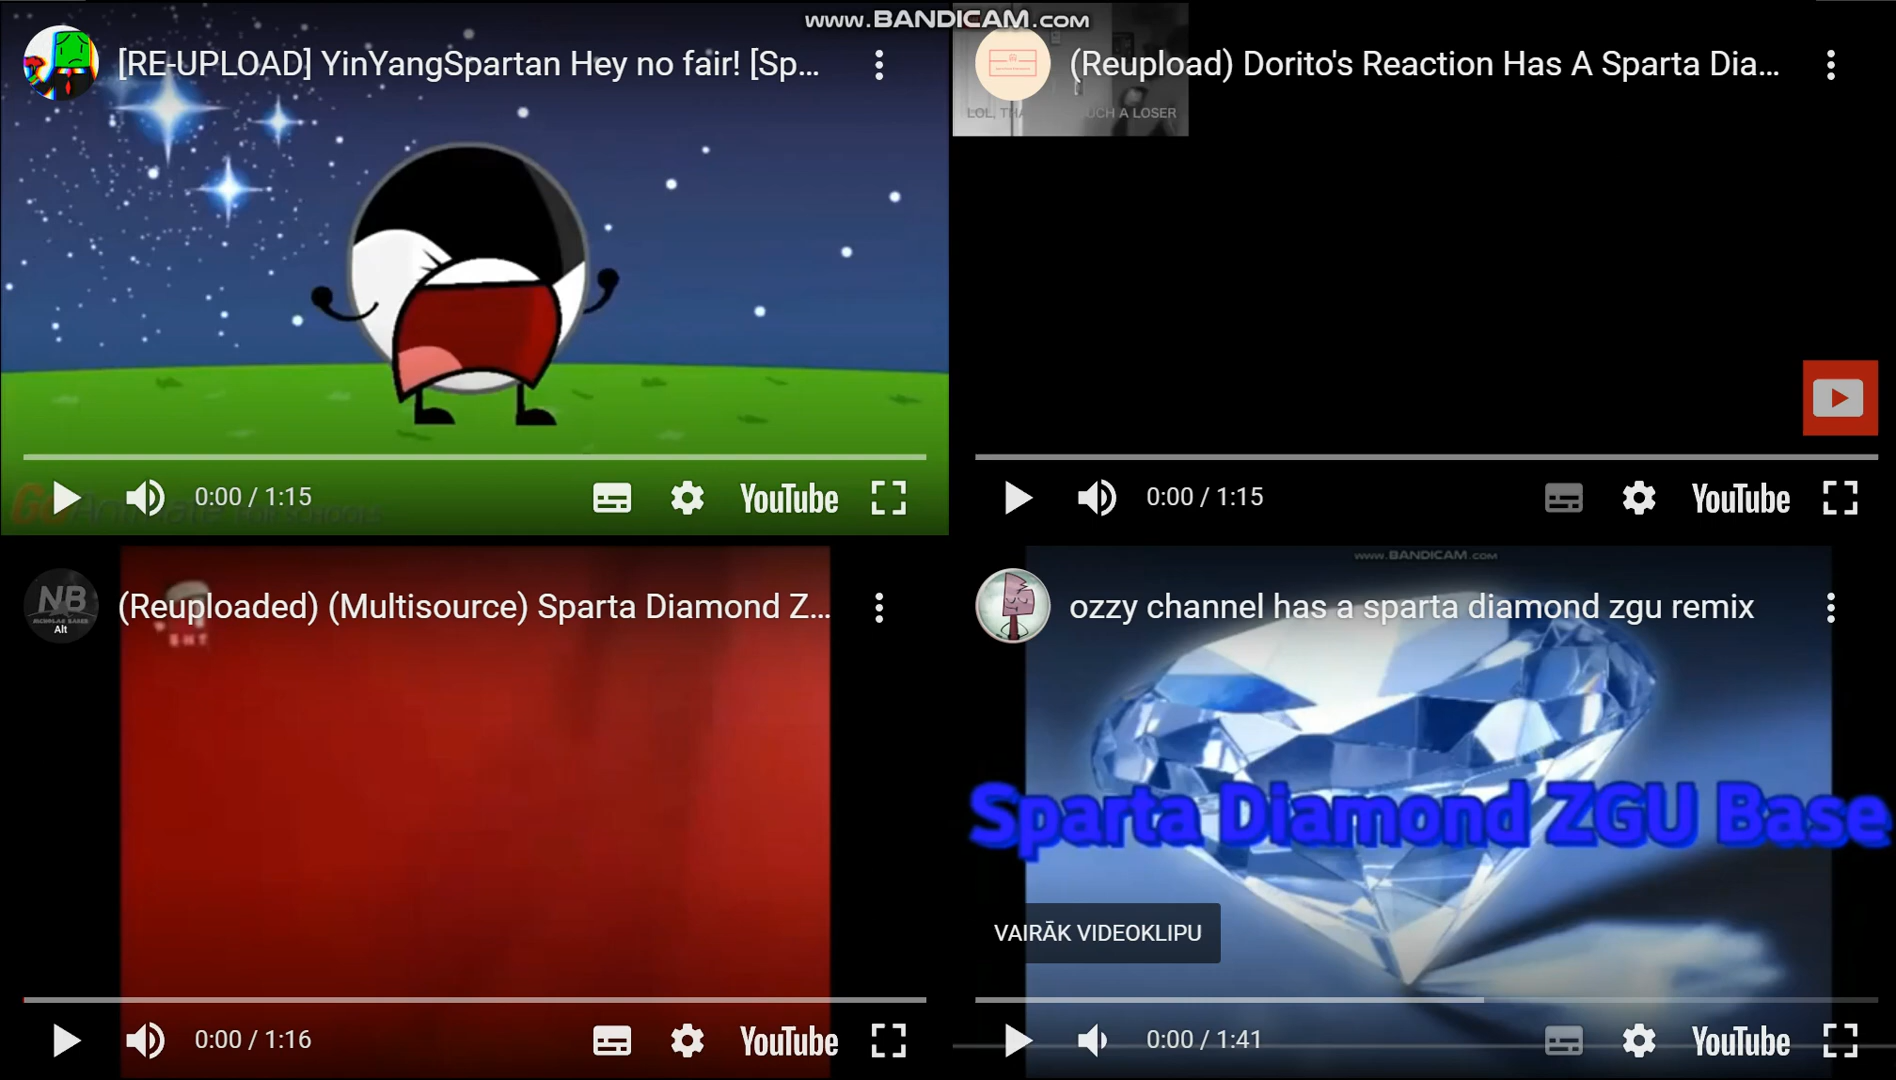 www.BANDICAM.com
[RE-UPLOAD] YinYangSpartan Hey no fair! [Sp...
(Reupload) Dorito's Reaction Has A Sparta Dia...
LOL, UCH A LOSER
0:00 / 1:15
YouTube
0:00 / 1:15
YouTube
www.BANDICAM.com
NB
Alt
(Reuploaded) (Multisource) Sparta Diamond Z...
ozzy channel has a sparta diamond zgu remix
Sparta Diamond ZGU Base
VAIRĀK VIDEOKLIPU
0:00 / 1:16
YouTube
0:00 / 1:41
YouTube